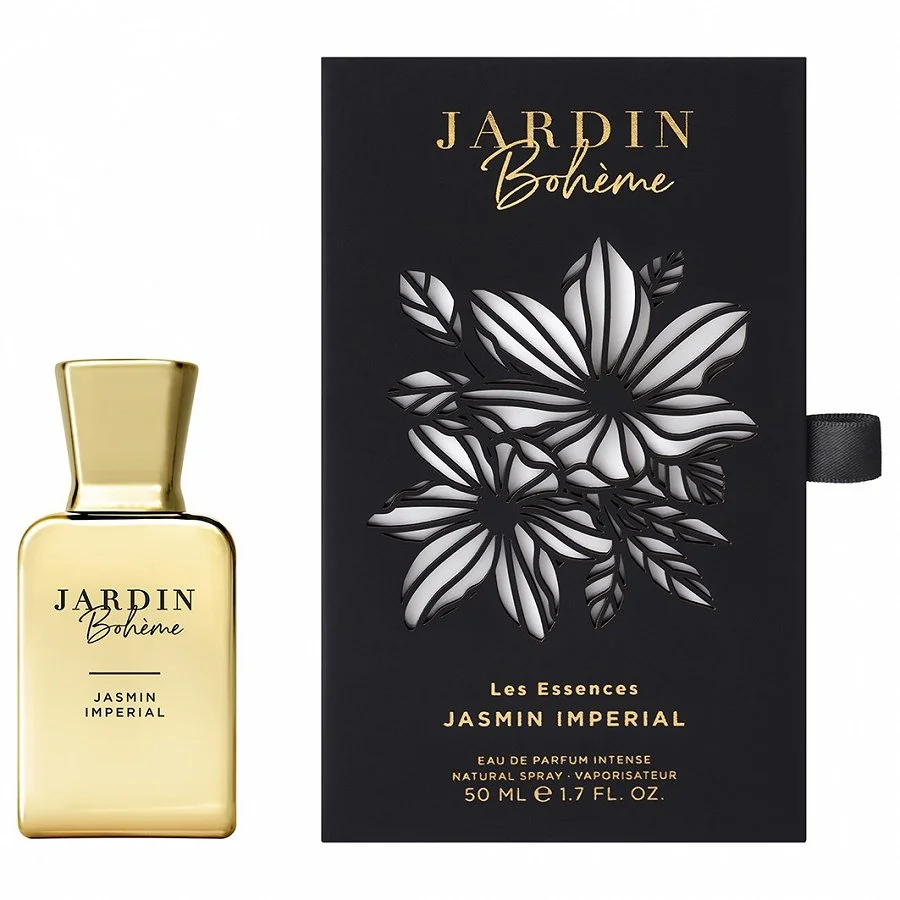 JARDIN
Bohème
JASMIN
IMPERIAL
JARDIN
Bohème
Les Essences
JASMIN IMPERIAL
EAU DE PARFUM INTENSE
NATURAL SPRAY · VAPORISATEUR
50 ML ℮ 1.7 FL. OZ.